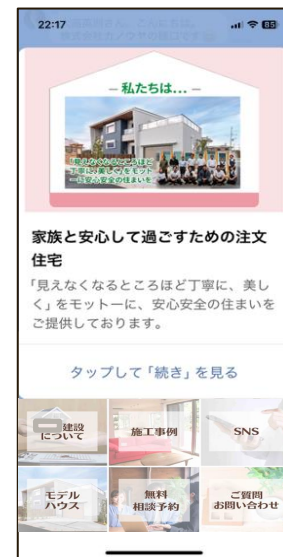 22:17
85
— 私たちは... —
「見えなくなるところほど
丁寧に、美しく」をモット
ーに安心安全の住まいを
家族と安心して過ごすための注文
住宅
「見えなくなるところほど丁寧に、美し
く」をモットーに、安心安全の住まいを
ご提供しております。
タップして「続き」を見る
建設
について
施工事例
SNS
モデル
ハウス
無料
相談予約
ご質問
お問い合わせ